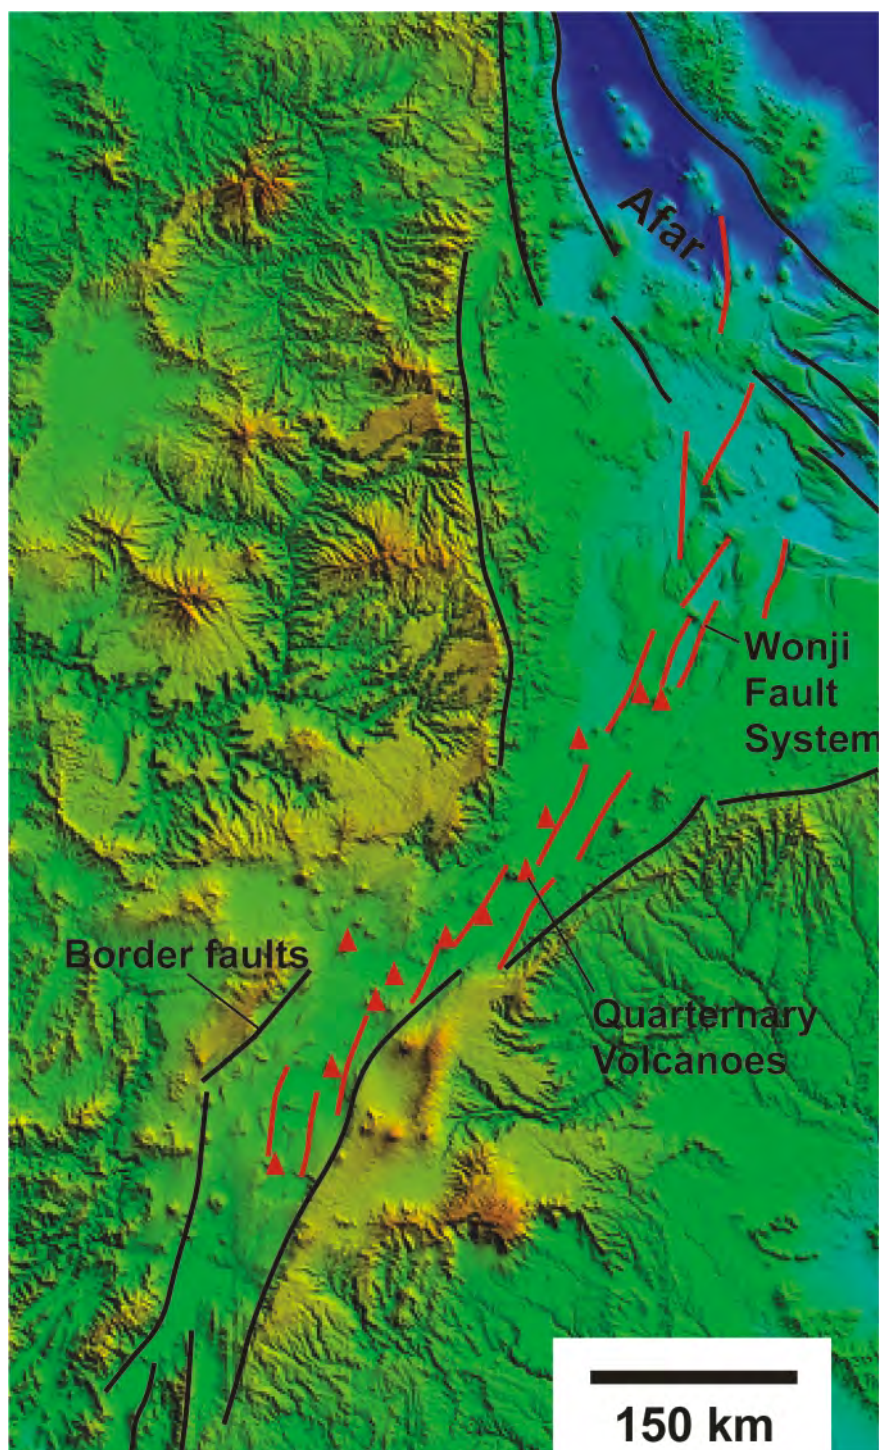 Afar
Wonji
Fault
System
Border faults
Quarternary
Volcanoes
150 km